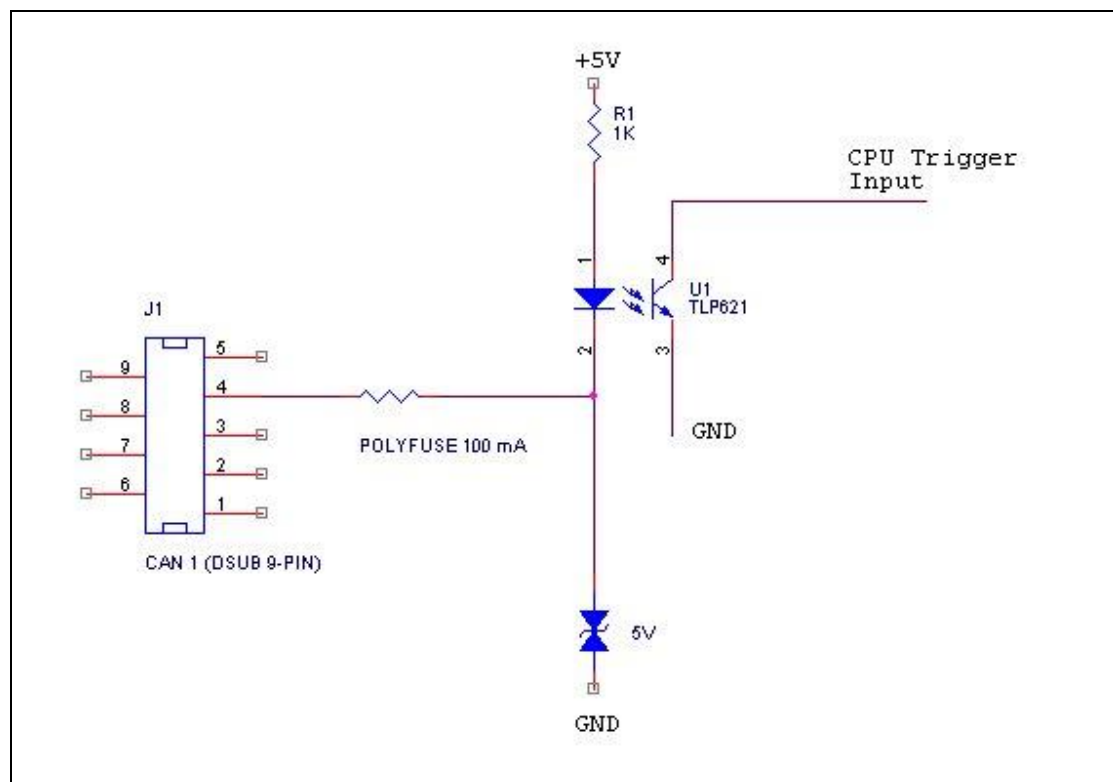 +5V
R1
1K
CPU Trigger
Input
1
4
U1
TLP621
J1
2
3
5
9
4
8
3
7
2
6
1
POLYFUSE 100 mA
GND
CAN 1 (DSUB 9-PIN)
5V
GND